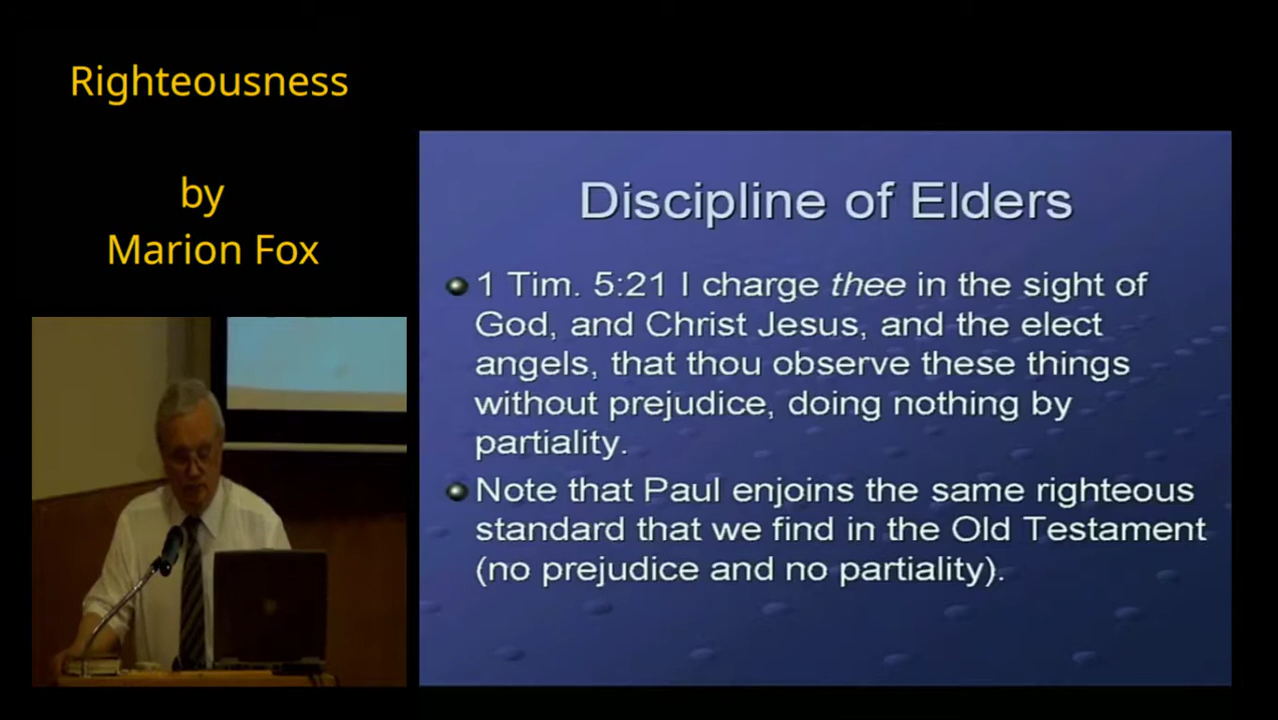 Righteousness
by
Marion Fox
Discipline of Elders
1 Tim. 5:21 I charge thee in the sight of
God, and Christ Jesus, and the elect
angels, that thou observe these things
without prejudice, doing nothing by
partiality.
Note that Paul enjoins the same righteous
standard that we find in the Old Testament
(no prejudice and no partiality).